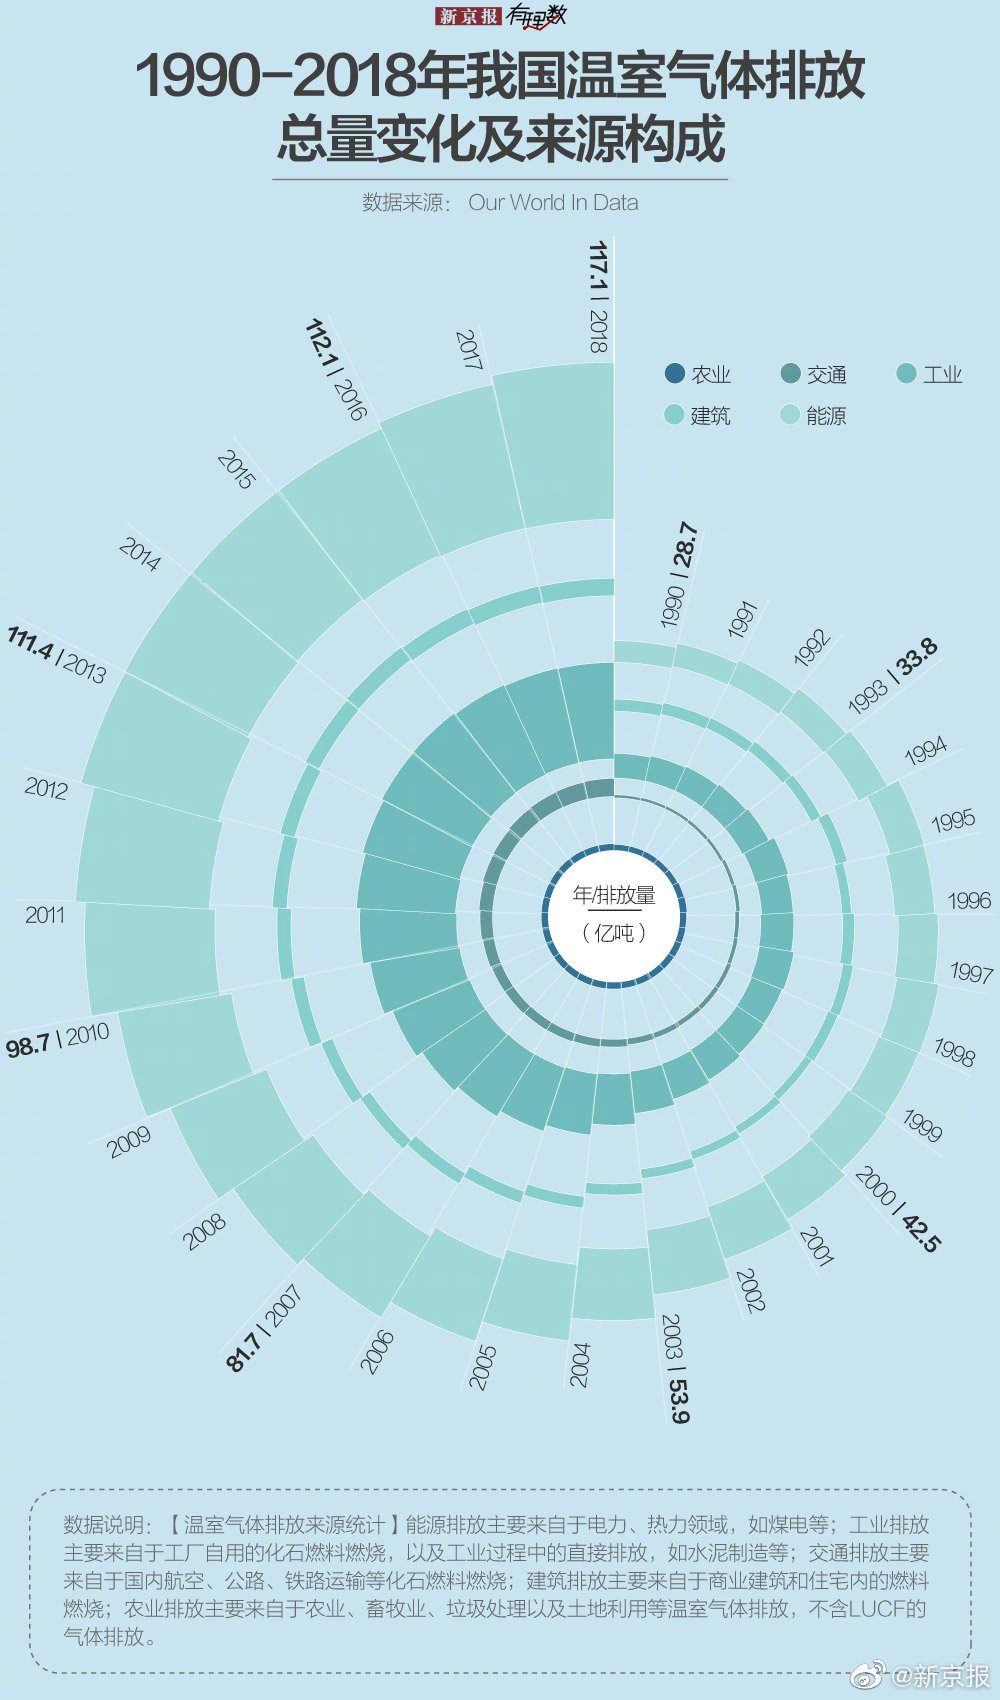 新京报 有理数
1990-2018年我国温室气体排放
总量变化及来源构成
数据来源： Our World In Data
117.1 | 2018
2017
112.1 | 2016
2015
2014
111.4 | 2013
2012
2011
98.7 | 2010
2009
2008
81.7 | 2007
2006
2005
2004
2003 | 53.9
2002
2001
2000 | 42.5
1999
1998
1997
1996
1995
1994
1993 | 33.8
1992
1991
1990 | 28.7
农业 交通 工业
建筑 能源
年/排放量
（亿吨）
数据说明：【温室气体排放来源统计】能源排放主要来自于电力、热力领域，如煤电等；工业排放
主要来自于工厂自用的化石燃料燃烧，以及工业过程中的直接排放，如水泥制造等；交通排放主要
来自于国内航空、公路、铁路运输等化石燃料燃烧；建筑排放主要来自于商业建筑和住宅内的燃料
燃烧；农业排放主要来自于农业、畜牧业、垃圾处理以及土地利用等温室气体排放，不含LUCF的
气体排放。
@新京报